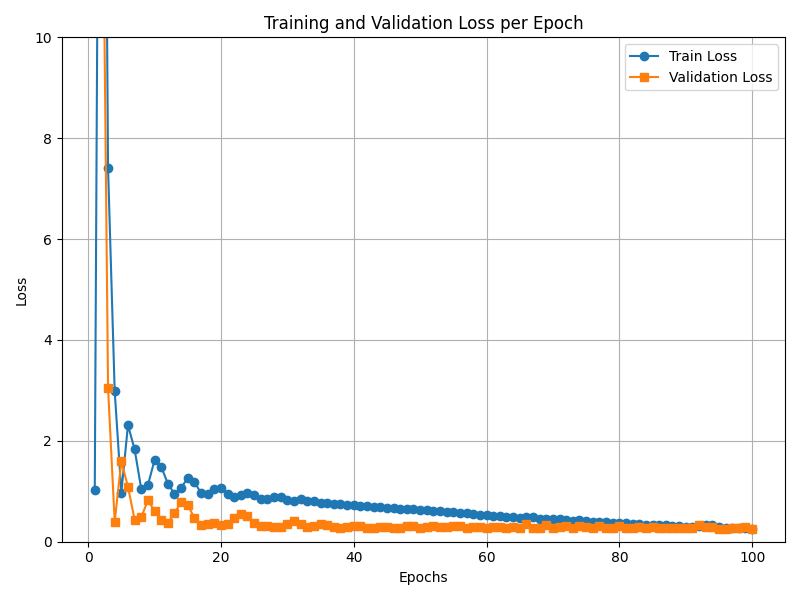 Training and Validation Loss per Epoch
Train Loss
Validation Loss
10
8
6
4
2
0
Loss
0 20 40 60 80 100
Epochs